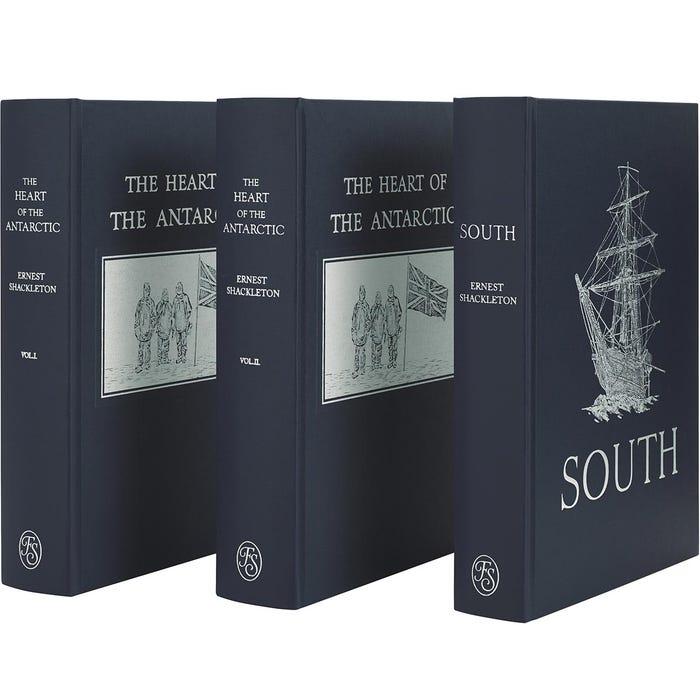 THE
HEART
OF THE
ANTARCTIC
ERNEST
SHACKLETON
VOL.I.
FS
THE HEART
THE ANTARC
THE
HEART
OF THE
ANTARCTIC
ERNEST
SHACKLETON
VOL.II.
FS
THE HEART OF
THE ANTARCTIC
SOUTH
ERNEST
SHACKLETON
FS
SOUTH